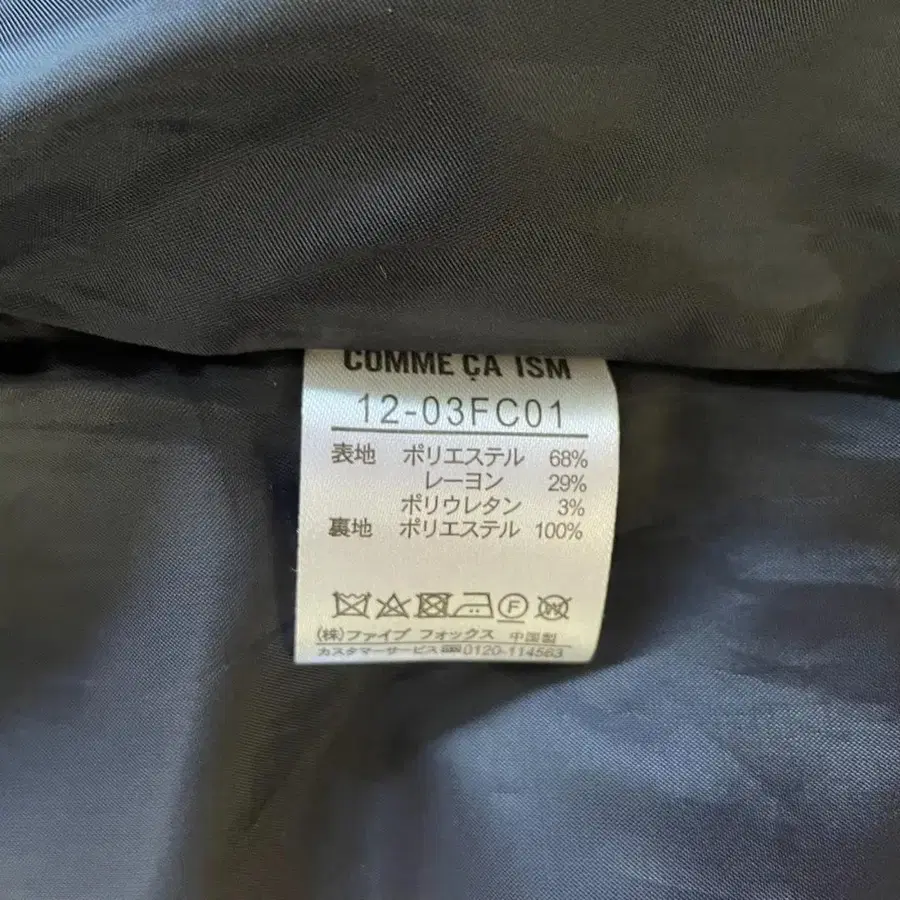 COMME ÇA ISM
12-03FC01
表地 ポリエステル 68%
レーヨン 29%
ポリウレタン 3%
裏地 ポリエステル 100%
F W
(株)ファイブ フォックス 中国製
カスタマーサービス 0120-114563